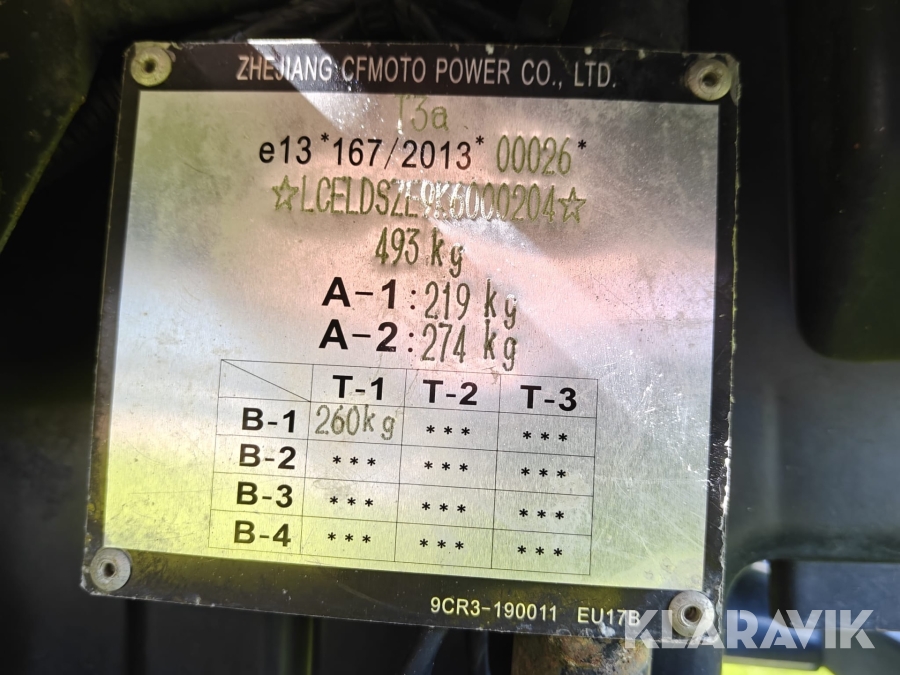 ZHEJIANG CFMOTO POWER CO., LTD.
T3a
e13*167/2013*00026*
☆LCELDSZE9K6000204☆
493 kg
A-1: 219 kg
A-2: 274 kg
T-1 T-2 T-3
B-1 260kg *** ***
B-2 *** *** ***
B-3 *** *** ***
B-4 *** *** ***
9CR3-190011 EU17B
KLARAVIK